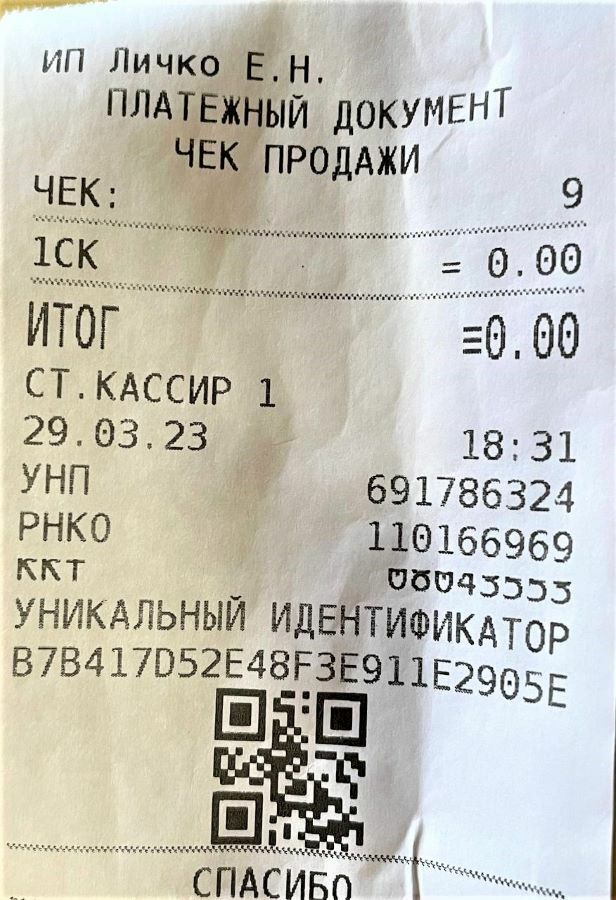 ИП Личко Е.Н.
ПЛАТЕЖНЫЙ ДОКУМЕНТ
ЧЕК ПРОДАЖИ
ЧЕК: 9
1СК = 0.00
ИТОГ ≡0.00
СТ.КАССИР 1
29.03.23 18:31
УНП 691786324
РНКО 110166969
ККТ
УНИКАЛЬНЫЙ ИДЕНТИФИКАТОР
B7B417D52E48F3E911E2905E
СПАСИБО